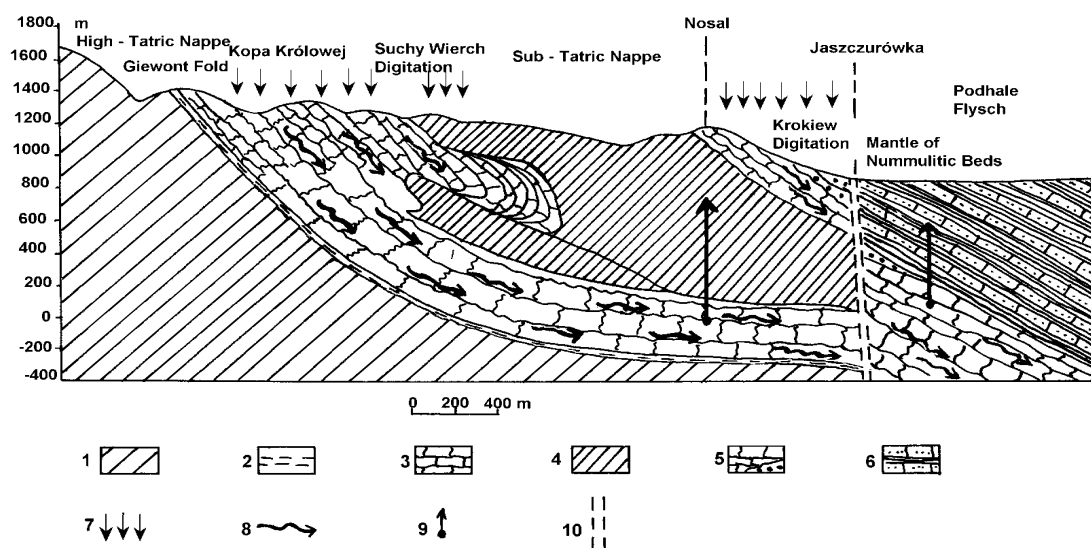 1800 m
1600
1400
1200
1000
800
600
400
200
0
-200
-400
High - Tatric Nappe
Giewont Fold
Kopa Królowej
Suchy Wierch
Digitation
Sub - Tatric Nappe
Nosal
Jaszczurówka
Podhale
Flysch
Krokiew
Digitation
Mantle of
Nummulitic Beds
0 200 400 m
1 2 3 4 5 6
7 8 9 10